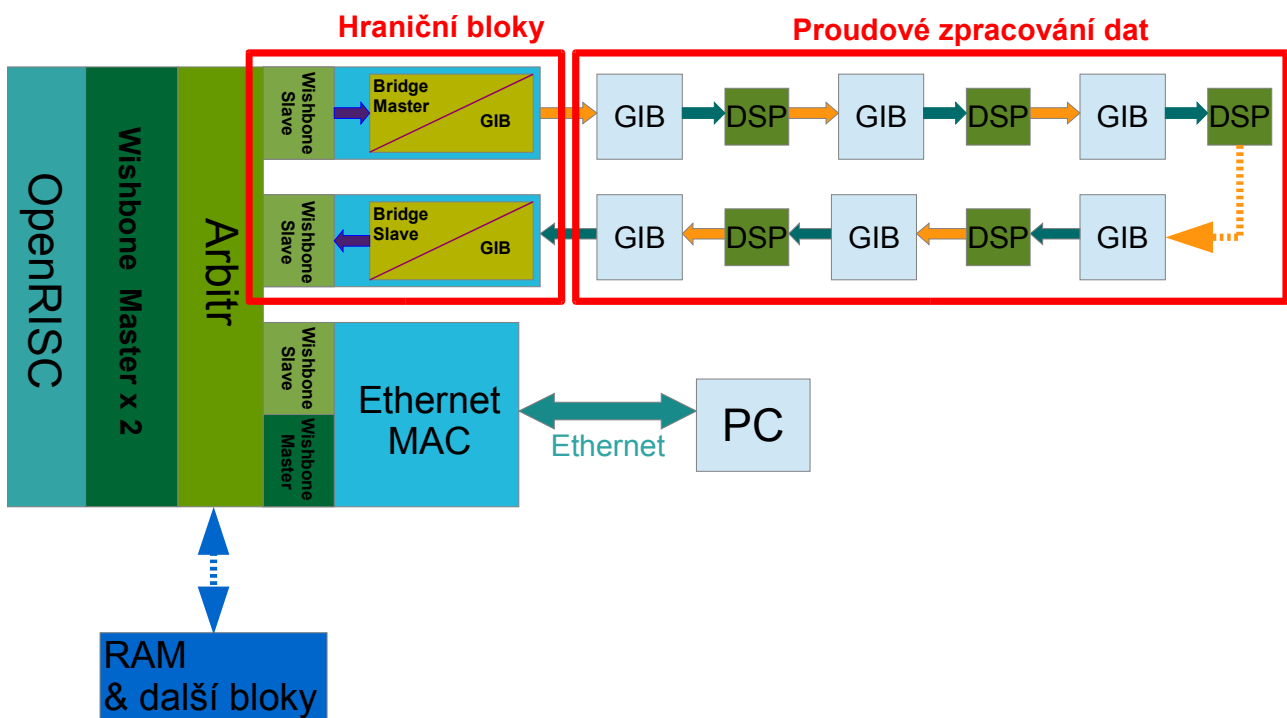 Hraniční bloky
Proudové zpracování dat
OpenRISC
Wishbone Master x 2
Arbitr
Wishbone
Slave
Bridge
Master
GIB
GIB
DSP
GIB
DSP
GIB
DSP
Wishbone
Slave
Bridge
Slave
GIB
GIB
DSP
GIB
DSP
GIB
Wishbone
Slave
Wishbone
Master
Ethernet
MAC
Ethernet
PC
RAM
& další bloky